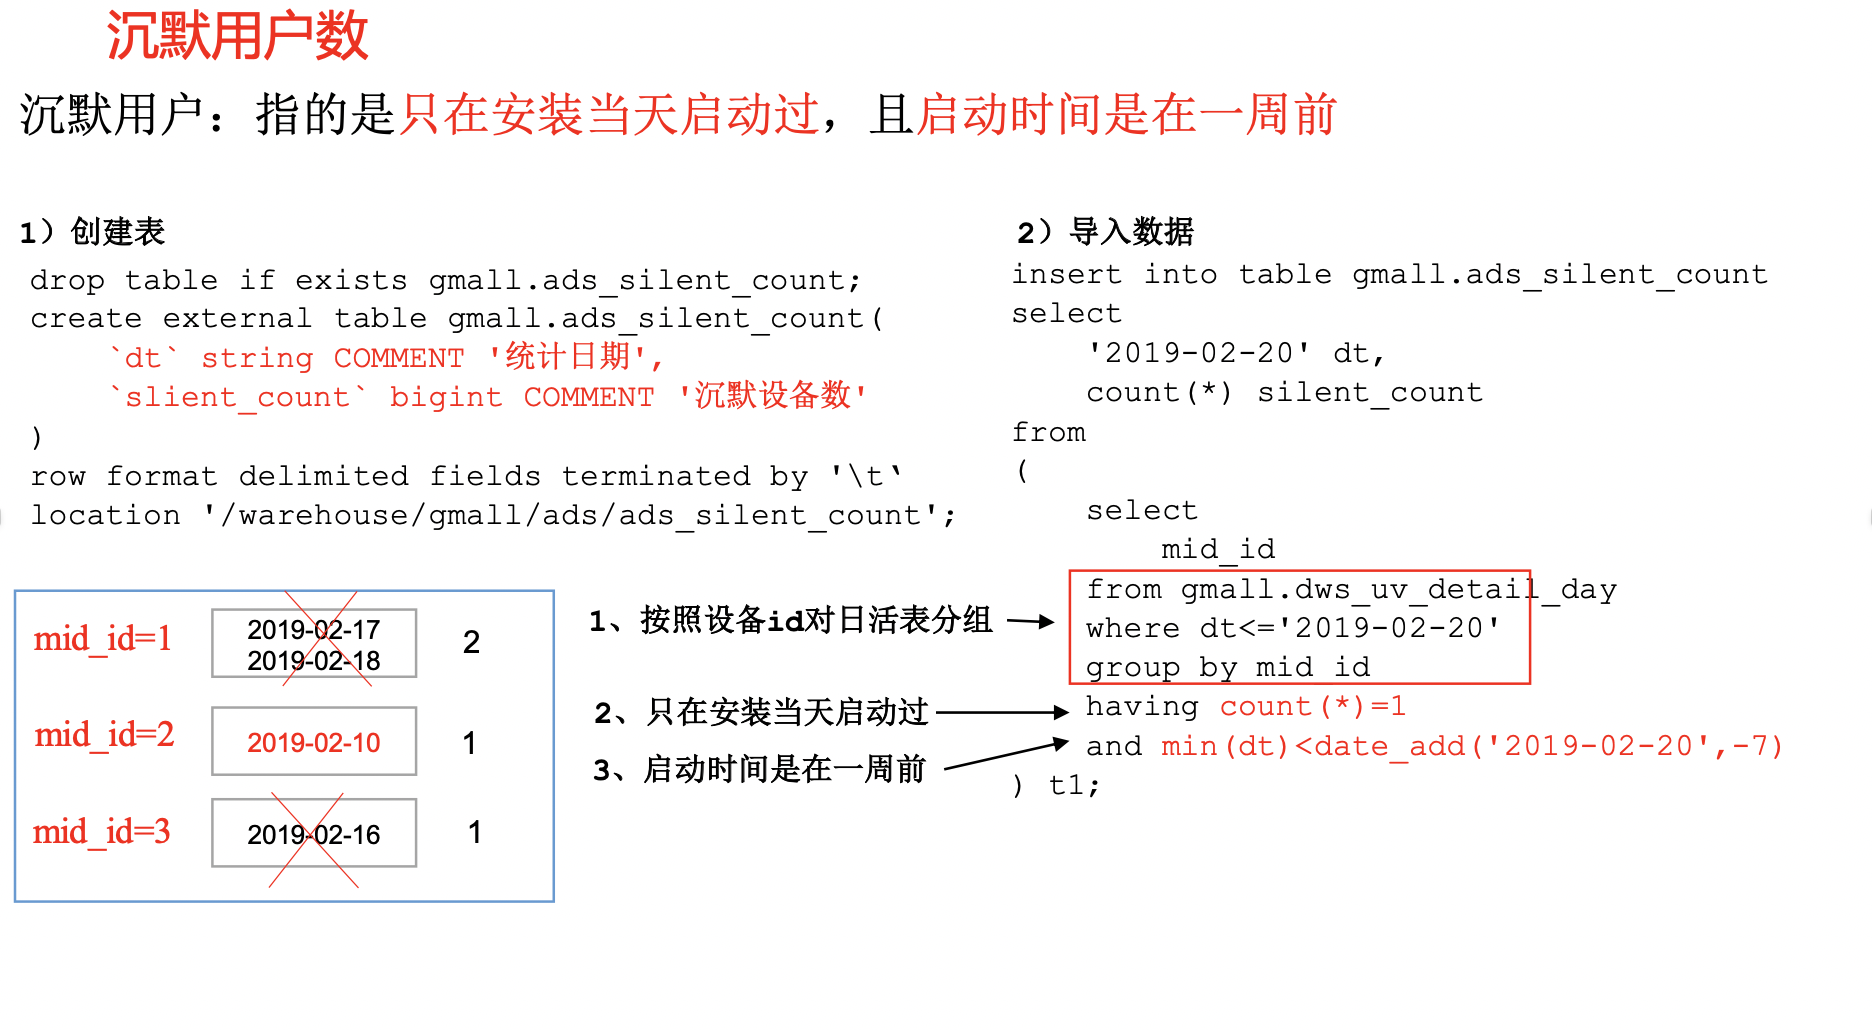 沉默用户数
沉默用户：指的是只在安装当天启动过，且启动时间是在一周前
1）创建表
drop table if exists gmall.ads_silent_count;
create external table gmall.ads_silent_count(
`dt` string COMMENT '统计日期',
`slient_count` bigint COMMENT '沉默设备数'
)
row format delimited fields terminated by '\t‘
location '/warehouse/gmall/ads/ads_silent_count';
mid_id=1
2019-02-17
2019-02-18
2
mid_id=2
2019-02-10
1
mid_id=3
2019-02-16
1
1、按照设备id对日活表分组
2、只在安装当天启动过
3、启动时间是在一周前
2）导入数据
insert into table gmall.ads_silent_count
select
'2019-02-20' dt,
count(*) silent_count
from
(
select
mid_id
from gmall.dws_uv_detail_day
where dt<='2019-02-20'
group by mid_id
having count(*)=1
and min(dt)<date_add('2019-02-20',-7)
) t1;